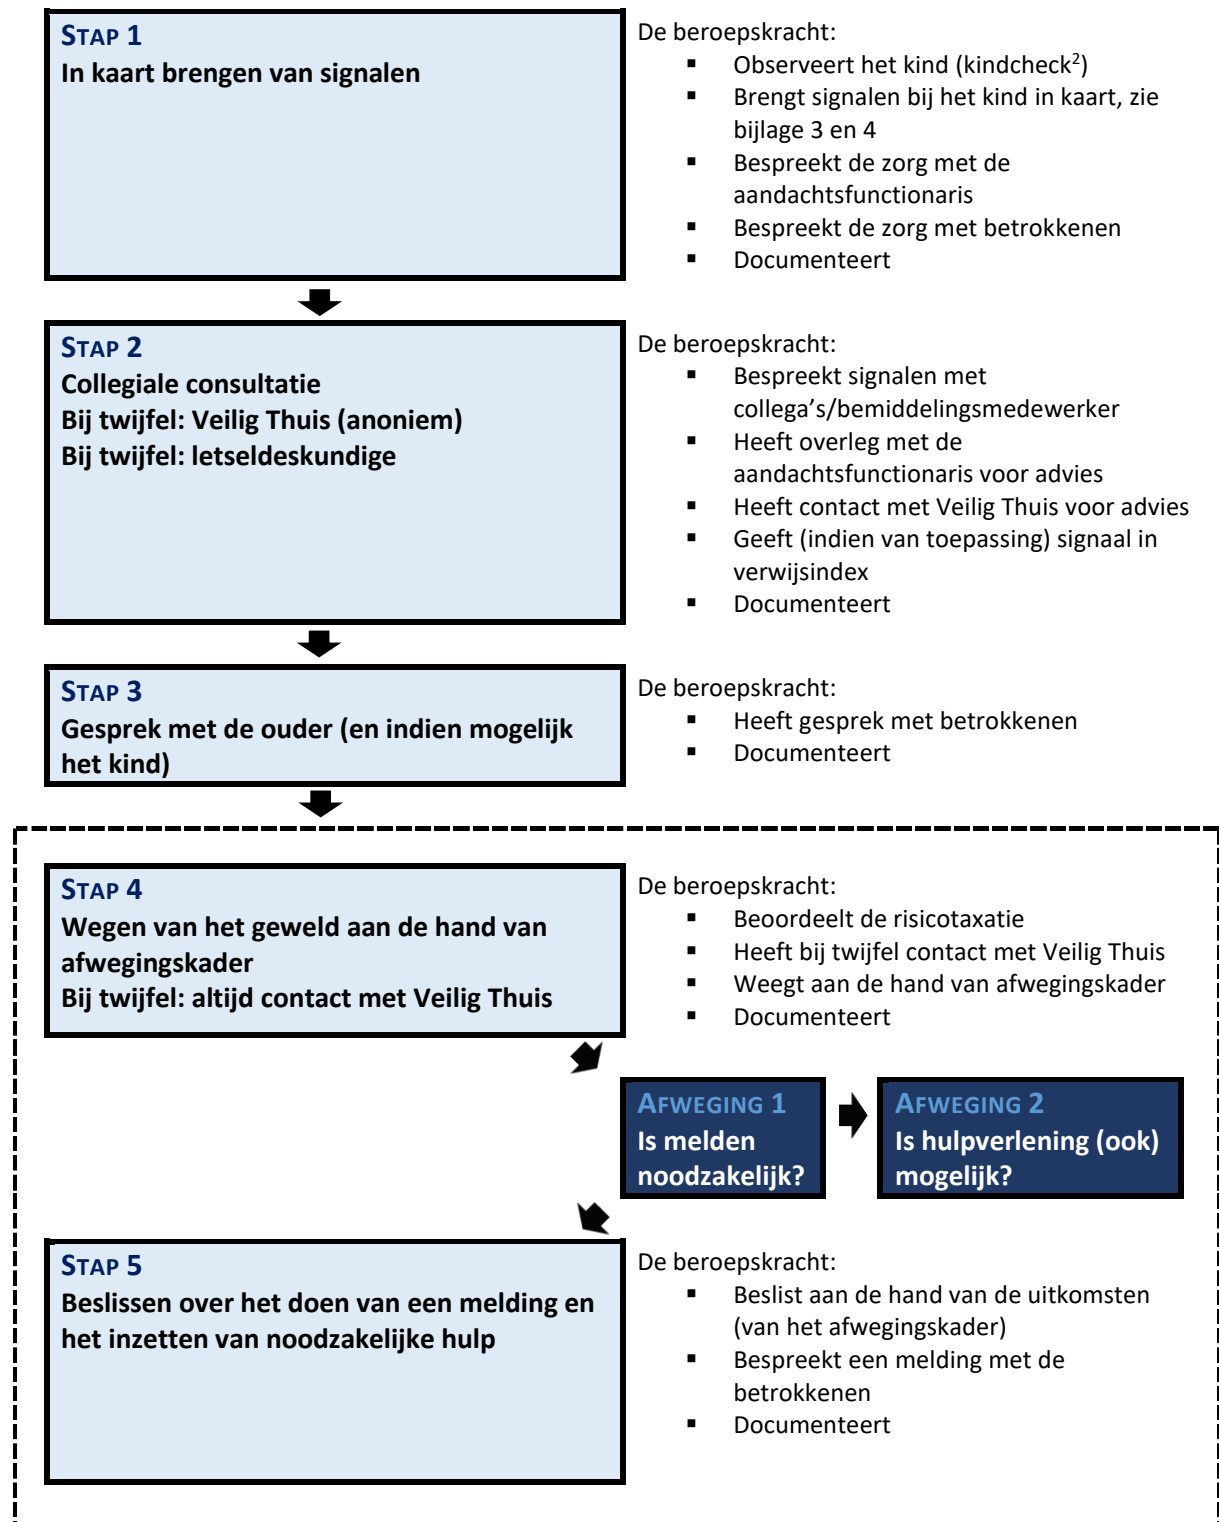 STAP 1
In kaart brengen van signalen
De beroepskracht:
▪ Observeert het kind (kindcheck²)
▪ Brengt signalen bij het kind in kaart, zie
bijlage 3 en 4
▪ Bespreekt de zorg met de
aandachtsfunctionaris
▪ Bespreekt de zorg met betrokkenen
▪ Documenteert
STAP 2
Collegiale consultatie
Bij twijfel: Veilig Thuis (anoniem)
Bij twijfel: letseldeskundige
De beroepskracht:
▪ Bespreekt signalen met
collega’s/bemiddelingsmedewerker
▪ Heeft overleg met de
aandachtsfunctionaris voor advies
▪ Heeft contact met Veilig Thuis voor advies
▪ Geeft (indien van toepassing) signaal in
verwijsindex
▪ Documenteert
STAP 3
Gesprek met de ouder (en indien mogelijk
het kind)
De beroepskracht:
▪ Heeft gesprek met betrokkenen
▪ Documenteert
STAP 4
Wegen van het geweld aan de hand van
afwegingskader
Bij twijfel: altijd contact met Veilig Thuis
De beroepskracht:
▪ Beoordeelt de risicotaxatie
▪ Heeft bij twijfel contact met Veilig Thuis
▪ Weegt aan de hand van afwegingskader
▪ Documenteert
AFWEGING 1
Is melden
noodzakelijk?
AFWEGING 2
Is hulpverlening (ook)
mogelijk?
STAP 5
Beslissen over het doen van een melding en
het inzetten van noodzakelijke hulp
De beroepskracht:
▪ Beslist aan de hand van de uitkomsten
(van het afwegingskader)
▪ Bespreekt een melding met de
betrokkenen
▪ Documenteert